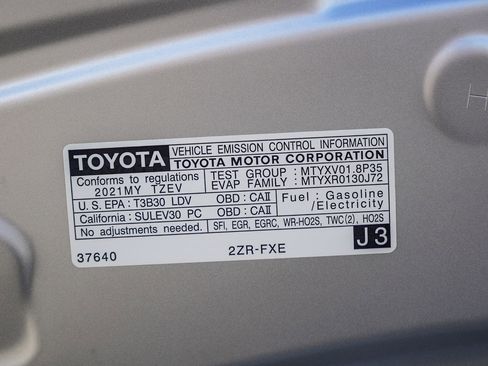 TOYOTA
VEHICLE EMISSION CONTROL INFORMATION
TOYOTA MOTOR CORPORATION
Conforms to regulations
2021MY TZEV
TEST GROUP : MTYXV01.8P35
EVAP FAMILY : MTYXR0130J72
U.S. EPA : T3B30 LDV
OBD : CAII
Fuel : Gasoline
/Electricity
California : SULEV30 PC
OBD : CAII
No adjustments needed.
SFI, EGR, EGRC, WR-HO2S, TWC(2), HO2S
37640
2ZR-FXE
J3
H